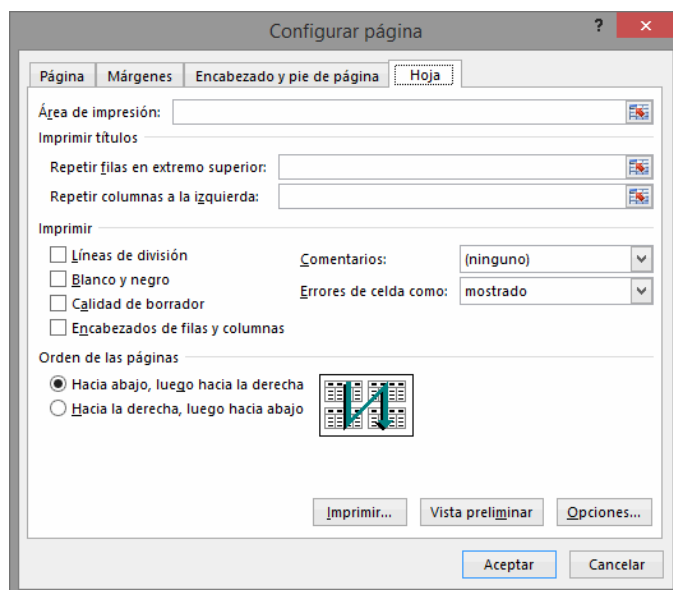 Configurar página
? ×
Página Márgenes Encabezado y pie de página Hoja
Área de impresión:
Imprimir títulos
Repetir filas en extremo superior:
Repetir columnas a la izquierda:
Imprimir
Líneas de división
Comentarios: (ninguno)
Blanco y negro
Errores de celda como: mostrado
Calidad de borrador
Encabezados de filas y columnas
Orden de las páginas
Hacia abajo, luego hacia la derecha
Hacia la derecha, luego hacia abajo
Imprimir... Vista preliminar Opciones...
Aceptar Cancelar